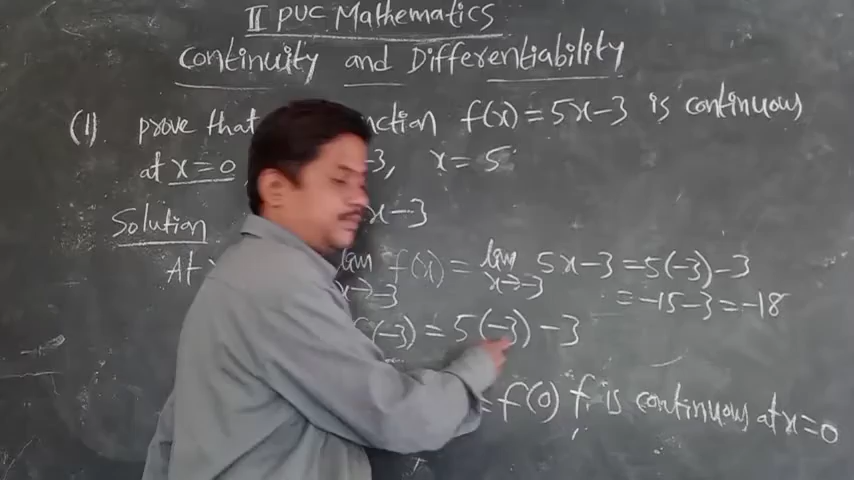 II PUC Mathematics
Continuity and Differentiability
(1) prove that nction f(x) = 5x-3 is continuous
at x=0 -3, x=5
Solution x-3
At lim x→-3 f(x) = lim x→-3 5x-3 = 5(-3)-3
= -15-3 = -18
(-3) = 5(-3) -3
= f(0) f is continuous at x=0